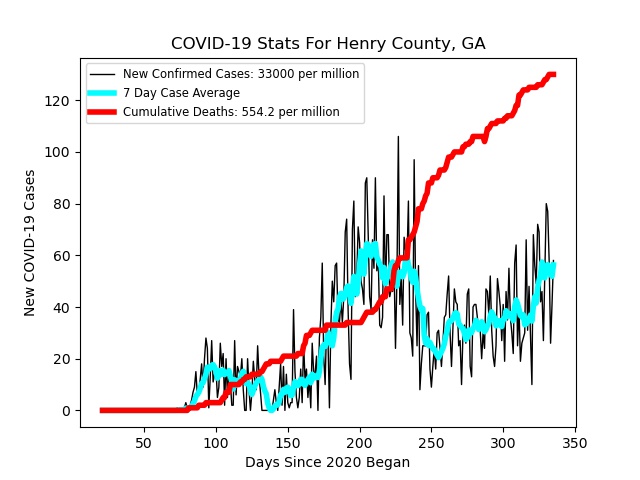 COVID-19 Stats For Henry County, GA
New Confirmed Cases: 33000 per million
7 Day Case Average
Cumulative Deaths: 554.2 per million
New COVID-19 Cases
120
100
80
60
40
20
0
50
100
150
200
250
300
350
Days Since 2020 Began